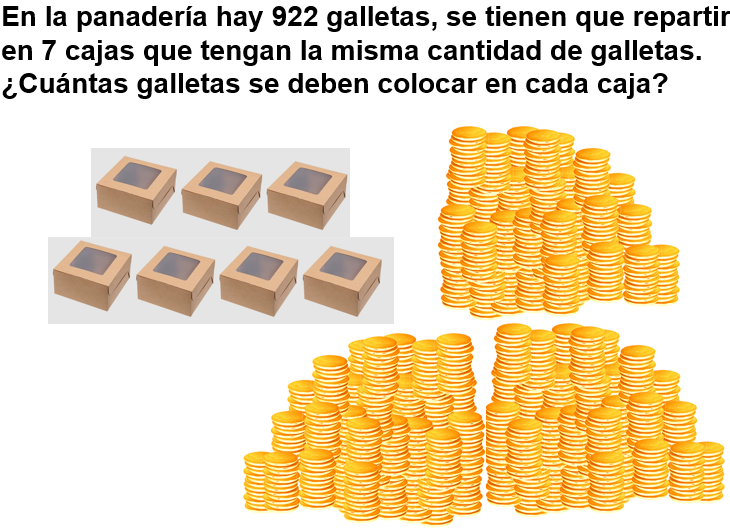 En la panadería hay 922 galletas, se tienen que repartir
en 7 cajas que tengan la misma cantidad de galletas.
¿Cuántas galletas se deben colocar en cada caja?